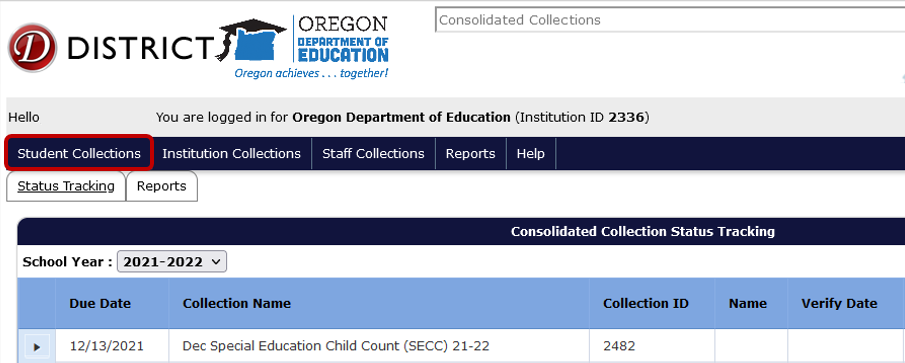 Consolidated Collections
D DISTRICT
OREGON
DEPARTMENT OF
EDUCATION
Oregon achieves . . . together!
Hello You are logged in for Oregon Department of Education (Institution ID 2336)
Student Collections Institution Collections Staff Collections Reports Help
Status Tracking Reports
Consolidated Collection Status Tracking
School Year : 2021-2022
Due Date Collection Name Collection ID Name Verify Date
12/13/2021 Dec Special Education Child Count (SECC) 21-22 2482